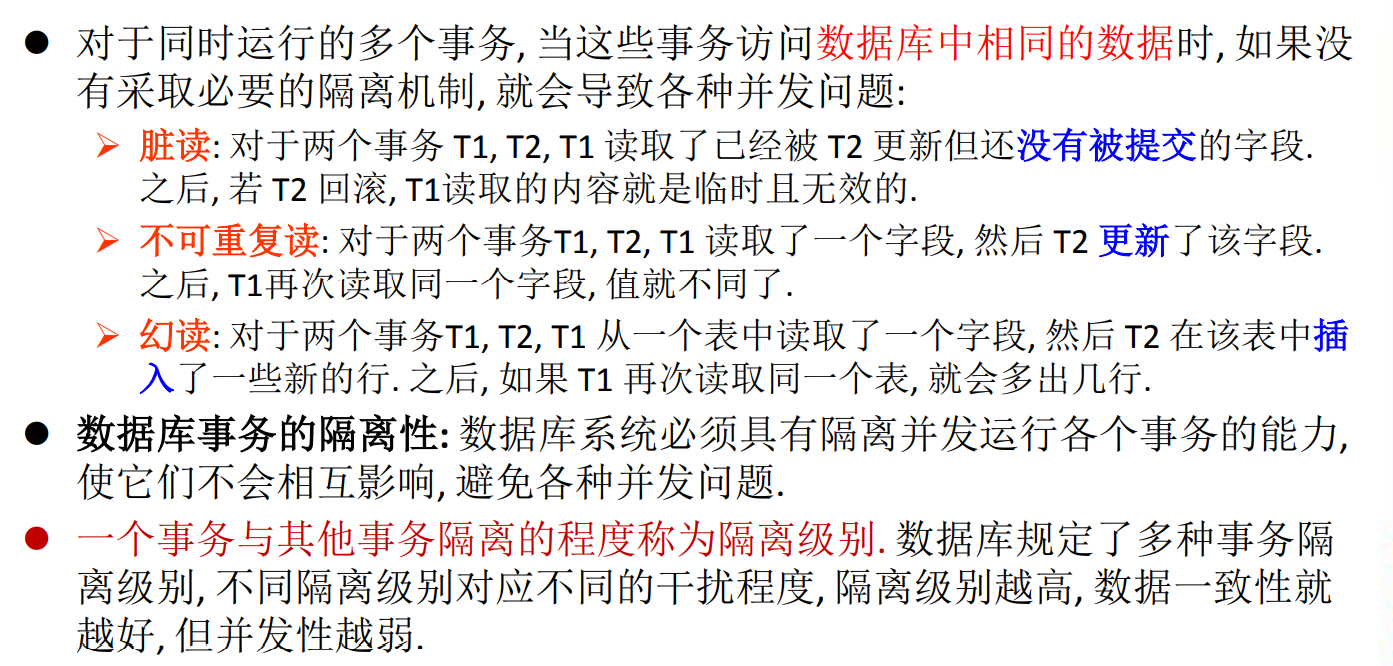 ● 对于同时运行的多个事务, 当这些事务访问数据库中相同的数据时, 如果没
有采取必要的隔离机制, 就会导致各种并发问题:
➢ 脏读: 对于两个事务 T1, T2, T1 读取了已经被 T2 更新但还没有被提交的字段.
之后, 若 T2 回滚, T1读取的内容就是临时且无效的.
➢ 不可重复读: 对于两个事务T1, T2, T1 读取了一个字段, 然后 T2 更新了该字段.
之后, T1再次读取同一个字段, 值就不同了.
➢ 幻读: 对于两个事务T1, T2, T1 从一个表中读取了一个字段, 然后 T2 在该表中插
入了一些新的行. 之后, 如果 T1 再次读取同一个表, 就会多出几行.
● 数据库事务的隔离性: 数据库系统必须具有隔离并发运行各个事务的能力,
使它们不会相互影响, 避免各种并发问题.
● 一个事务与其他事务隔离的程度称为隔离级别. 数据库规定了多种事务隔
离级别, 不同隔离级别对应不同的干扰程度, 隔离级别越高, 数据一致性就
越好, 但并发性越弱.